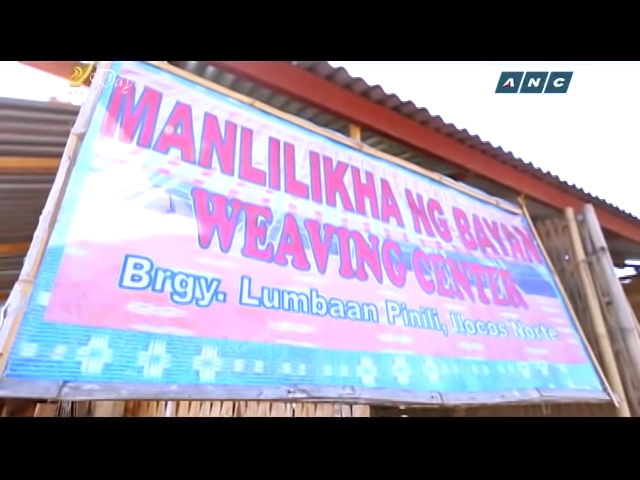 ANC
MANLILIKHA NG BAYAN
WEAVING CENTER
Brgy. Lumbaan Pinili, Ilocos Norte